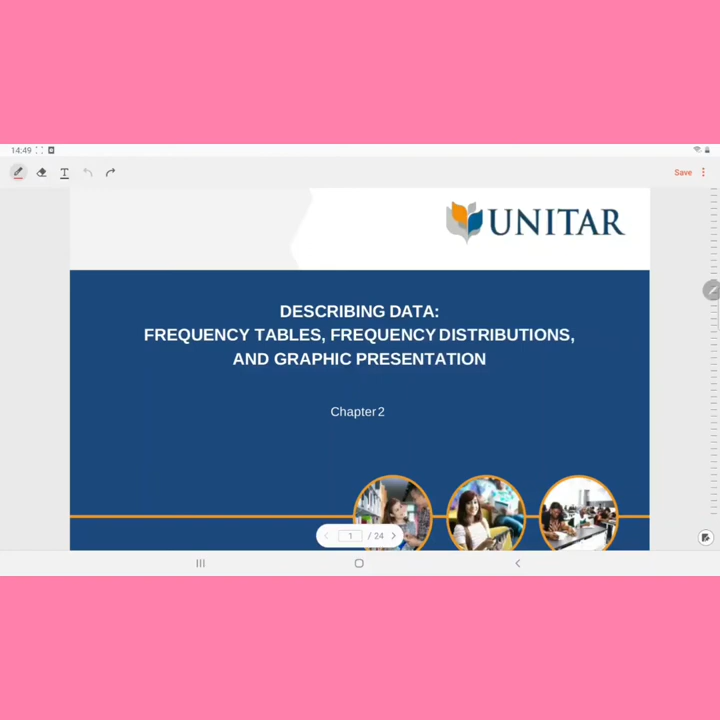 14:49
Save
UNITAR
DESCRIBING DATA:
FREQUENCY TABLES, FREQUENCY DISTRIBUTIONS,
AND GRAPHIC PRESENTATION
Chapter 2
1 / 24